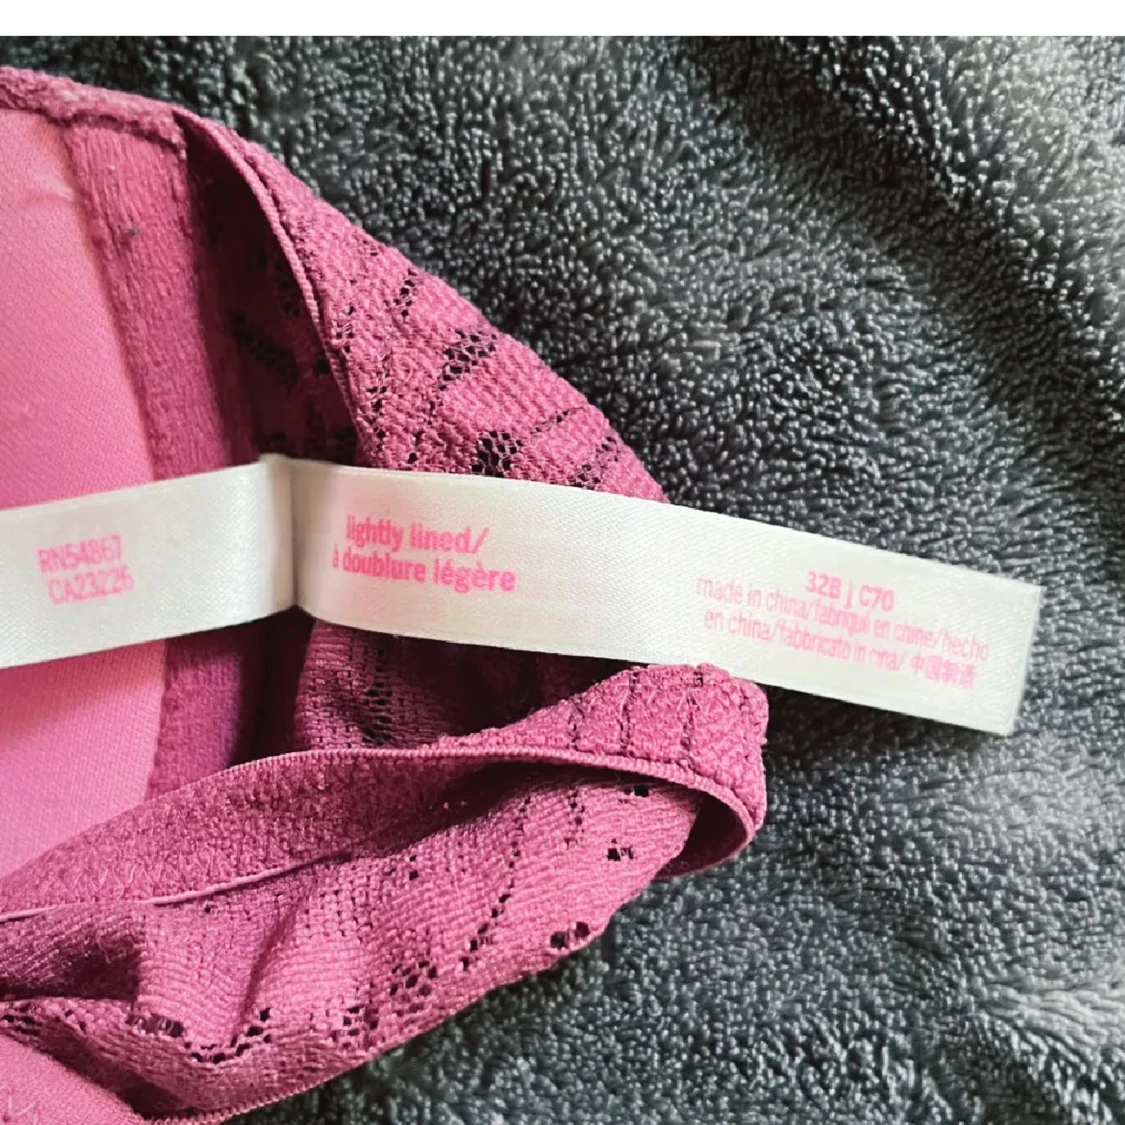 RN54867
CA23226
lightly lined/
à doublure légère
32B | C70
made in china/fabriqué en chine/hecho
en china/fabbricato in cina/ 中国制造